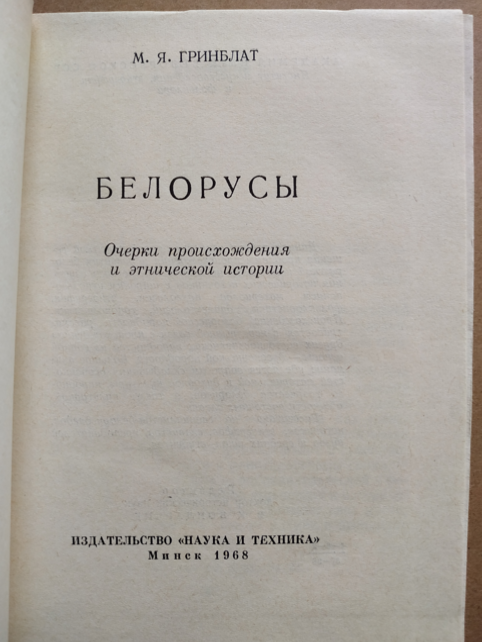 М. Я. ГРИНБЛАТ
БЕЛОРУСЫ
Очерки происхождения
и этнической истории
ИЗДАТЕЛЬСТВО «НАУКА И ТЕХНИКА»
Минск 1968